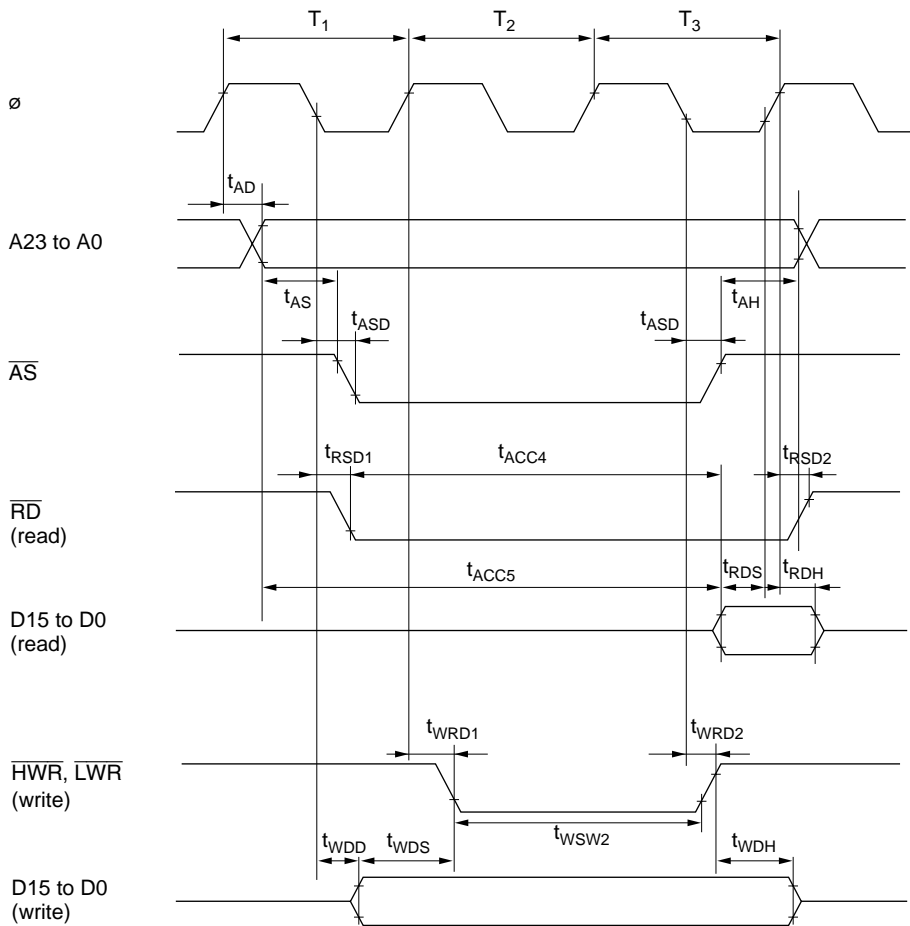 T1 T2 T3
ø
tAD
A23 to A0
tAS tAH
tASD tASD
AS
tRSD1 tACC4 tRSD2
RD
(read)
tACC5 tRDS tRDH
D15 to D0
(read)
tWRD1 tWRD2
HWR, LWR
(write)
tWSW2
tWDD tWDS tWDH
D15 to D0
(write)